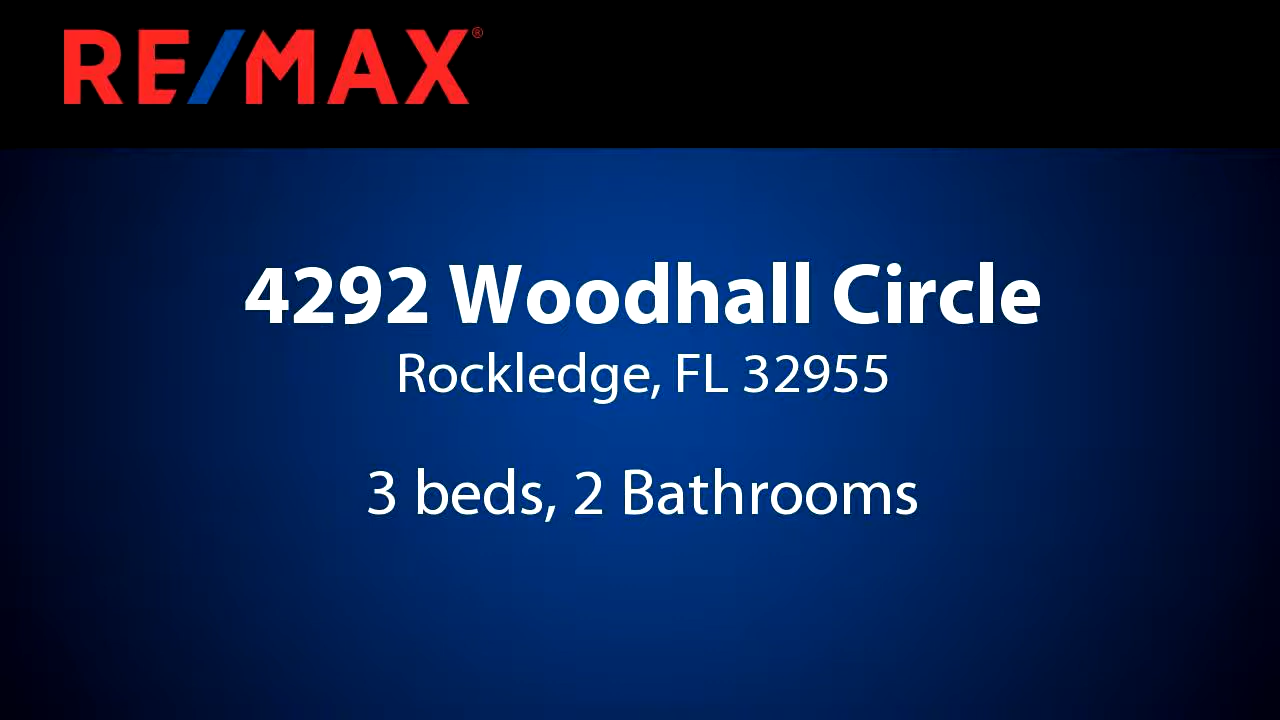 RE/MAX®
4292 Woodhall Circle
Rockledge, FL 32955
3 beds, 2 Bathrooms